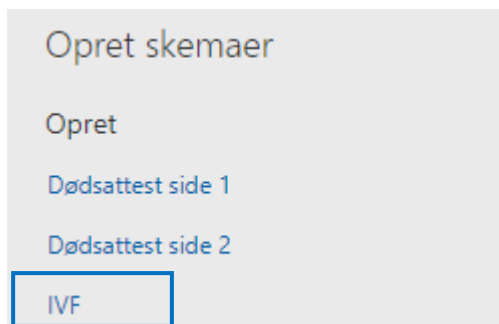 Opret skemaer
Opret
Dødsattest side 1
Dødsattest side 2
IVF